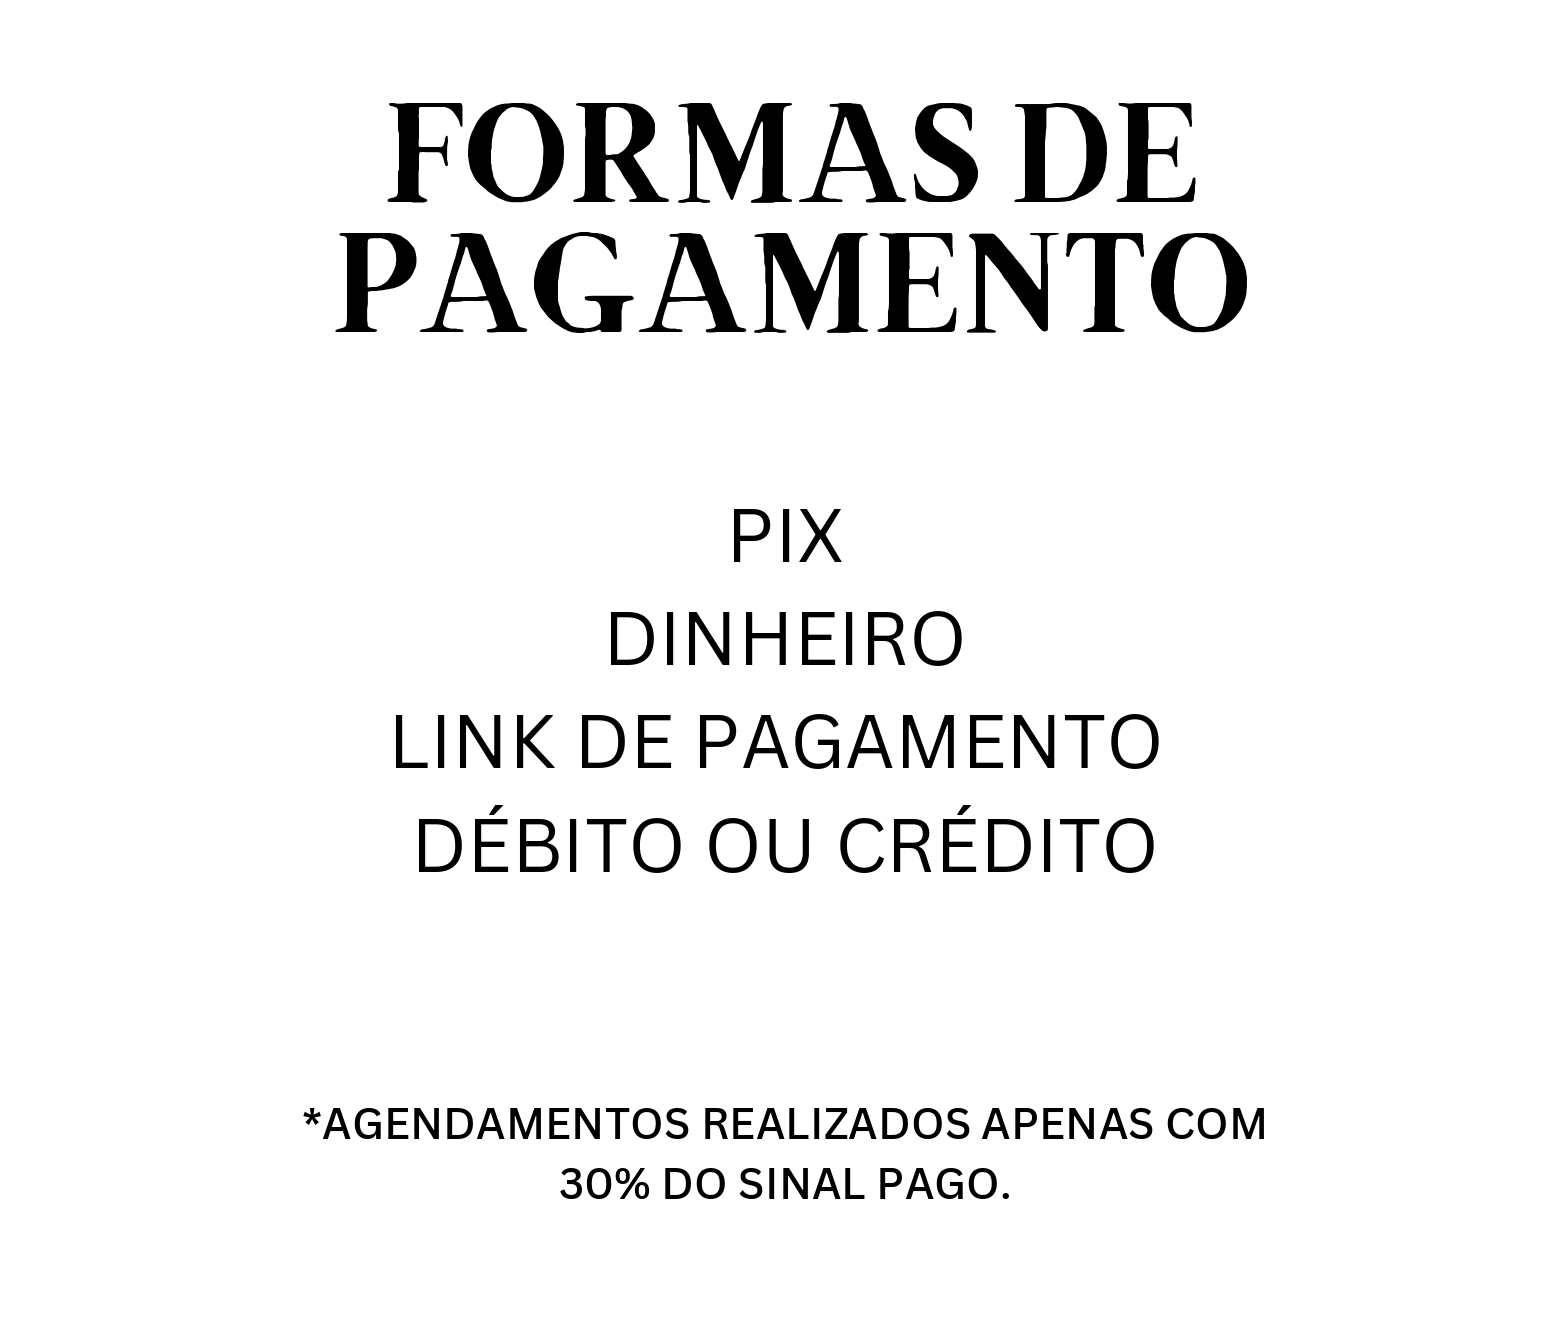 FORMAS DE
PAGAMENTO
PIX
DINHEIRO
LINK DE PAGAMENTO
DÉBITO OU CRÉDITO
*AGENDAMENTOS REALIZADOS APENAS COM
30% DO SINAL PAGO.